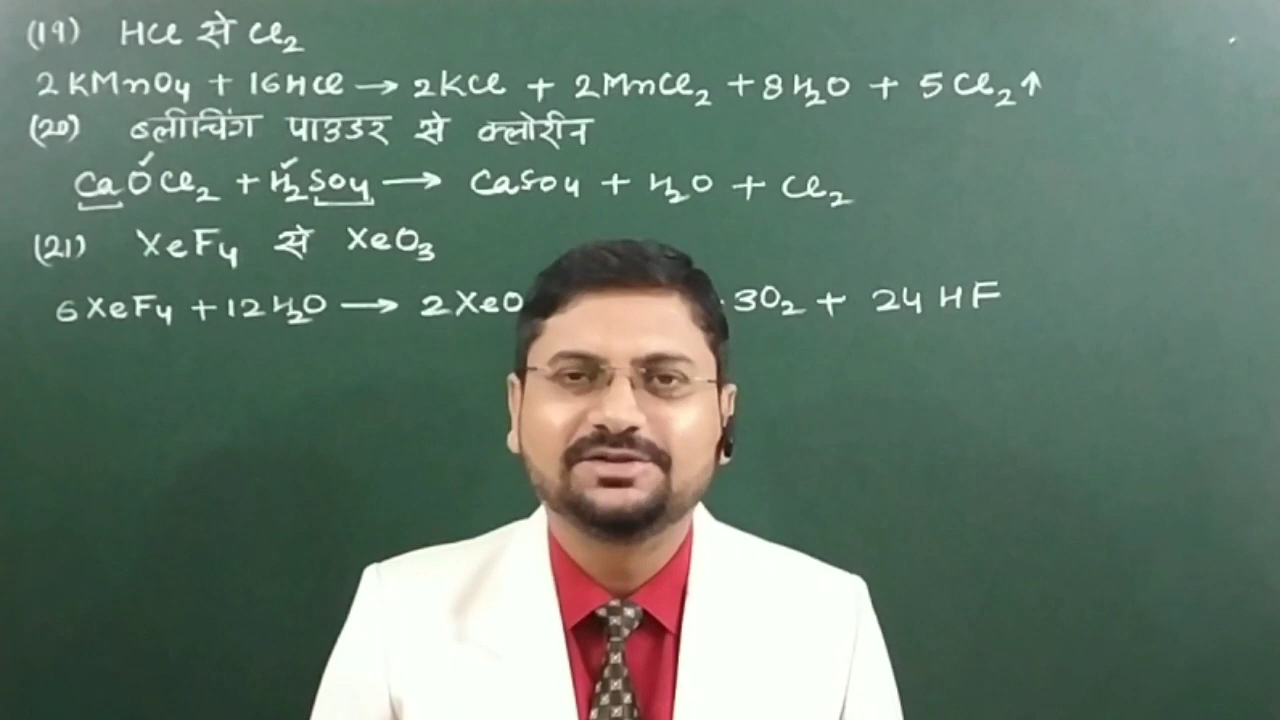 (19) HCl से Cl₂
2KMnO₄ + 16HCl → 2KCl + 2MnCl₂ + 8H₂O + 5Cl₂↑
(20) ब्लीचिंग पाउडर से क्लोरीन
CaOCl₂ + H₂SO₄ → CaSO₄ + H₂O + Cl₂
(21) XeF₄ से XeO₃
6XeF₄ + 12H₂O → 2XeO 3O₂ + 24HF